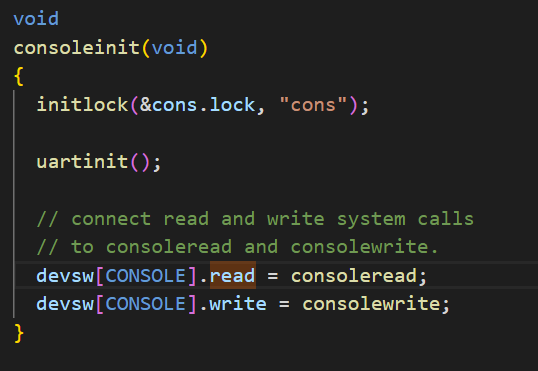 void
consoleinit(void)
{
  initlock(&cons.lock, "cons");

  uartinit();

  // connect read and write system calls
  // to consoleread and consolewrite.
  devsw[CONSOLE].read = consoleread;
  devsw[CONSOLE].write = consolewrite;
}